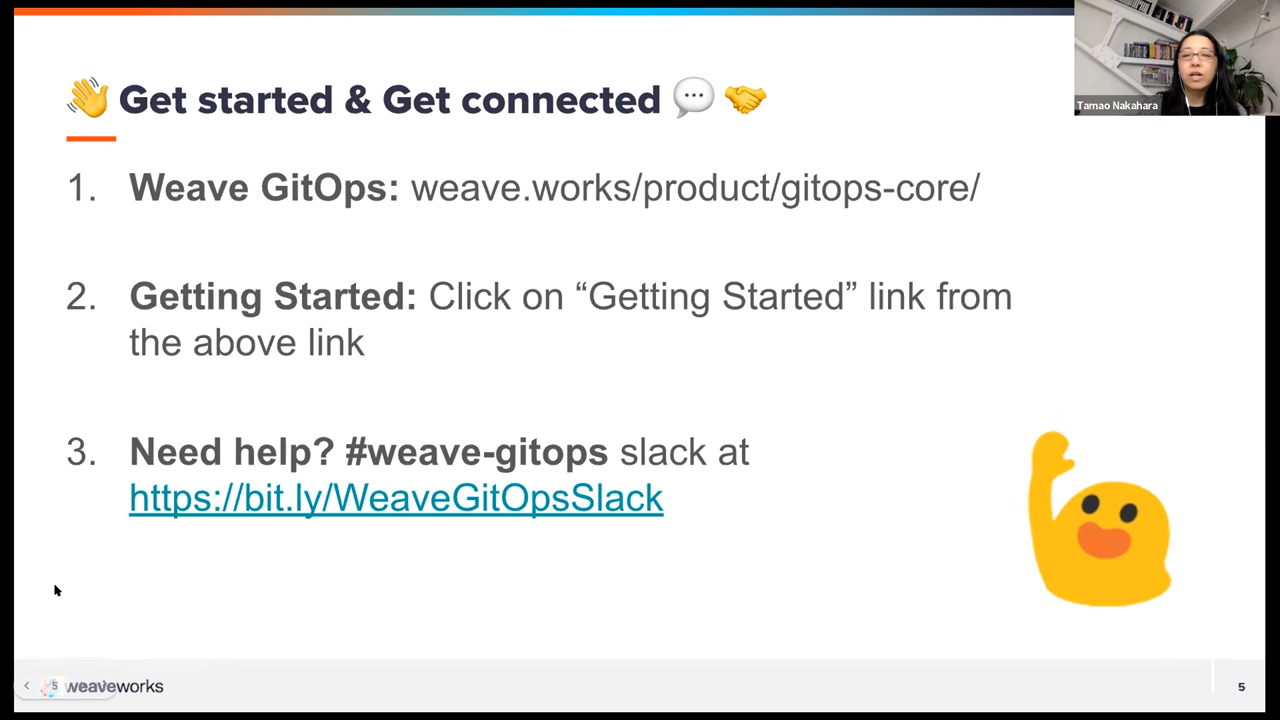 👋 Get started & Get connected 💬 🤝
Tamao Nakahara
1. Weave GitOps: weave.works/product/gitops-core/
2. Getting Started: Click on “Getting Started” link from
the above link
3. Need help? #weave-gitops slack at
https://bit.ly/WeaveGitOpsSlack
5 weaveworks
5